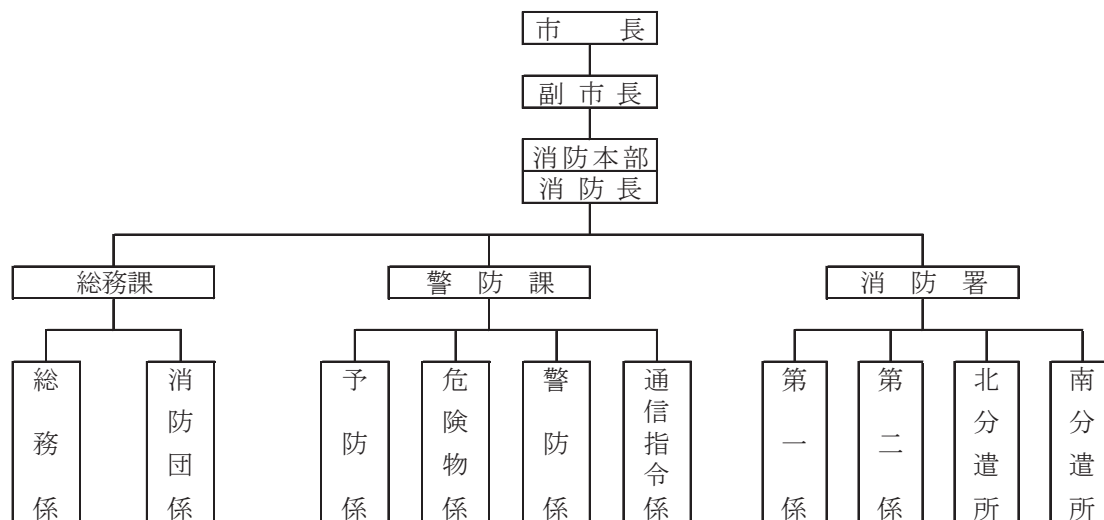 市長
副市長
消防本部
消防長
総務課
警防課
消防署
総務係
消防団係
予防係
危険物係
警防係
通信指令係
第一係
第二係
北分遣所
南分遣所